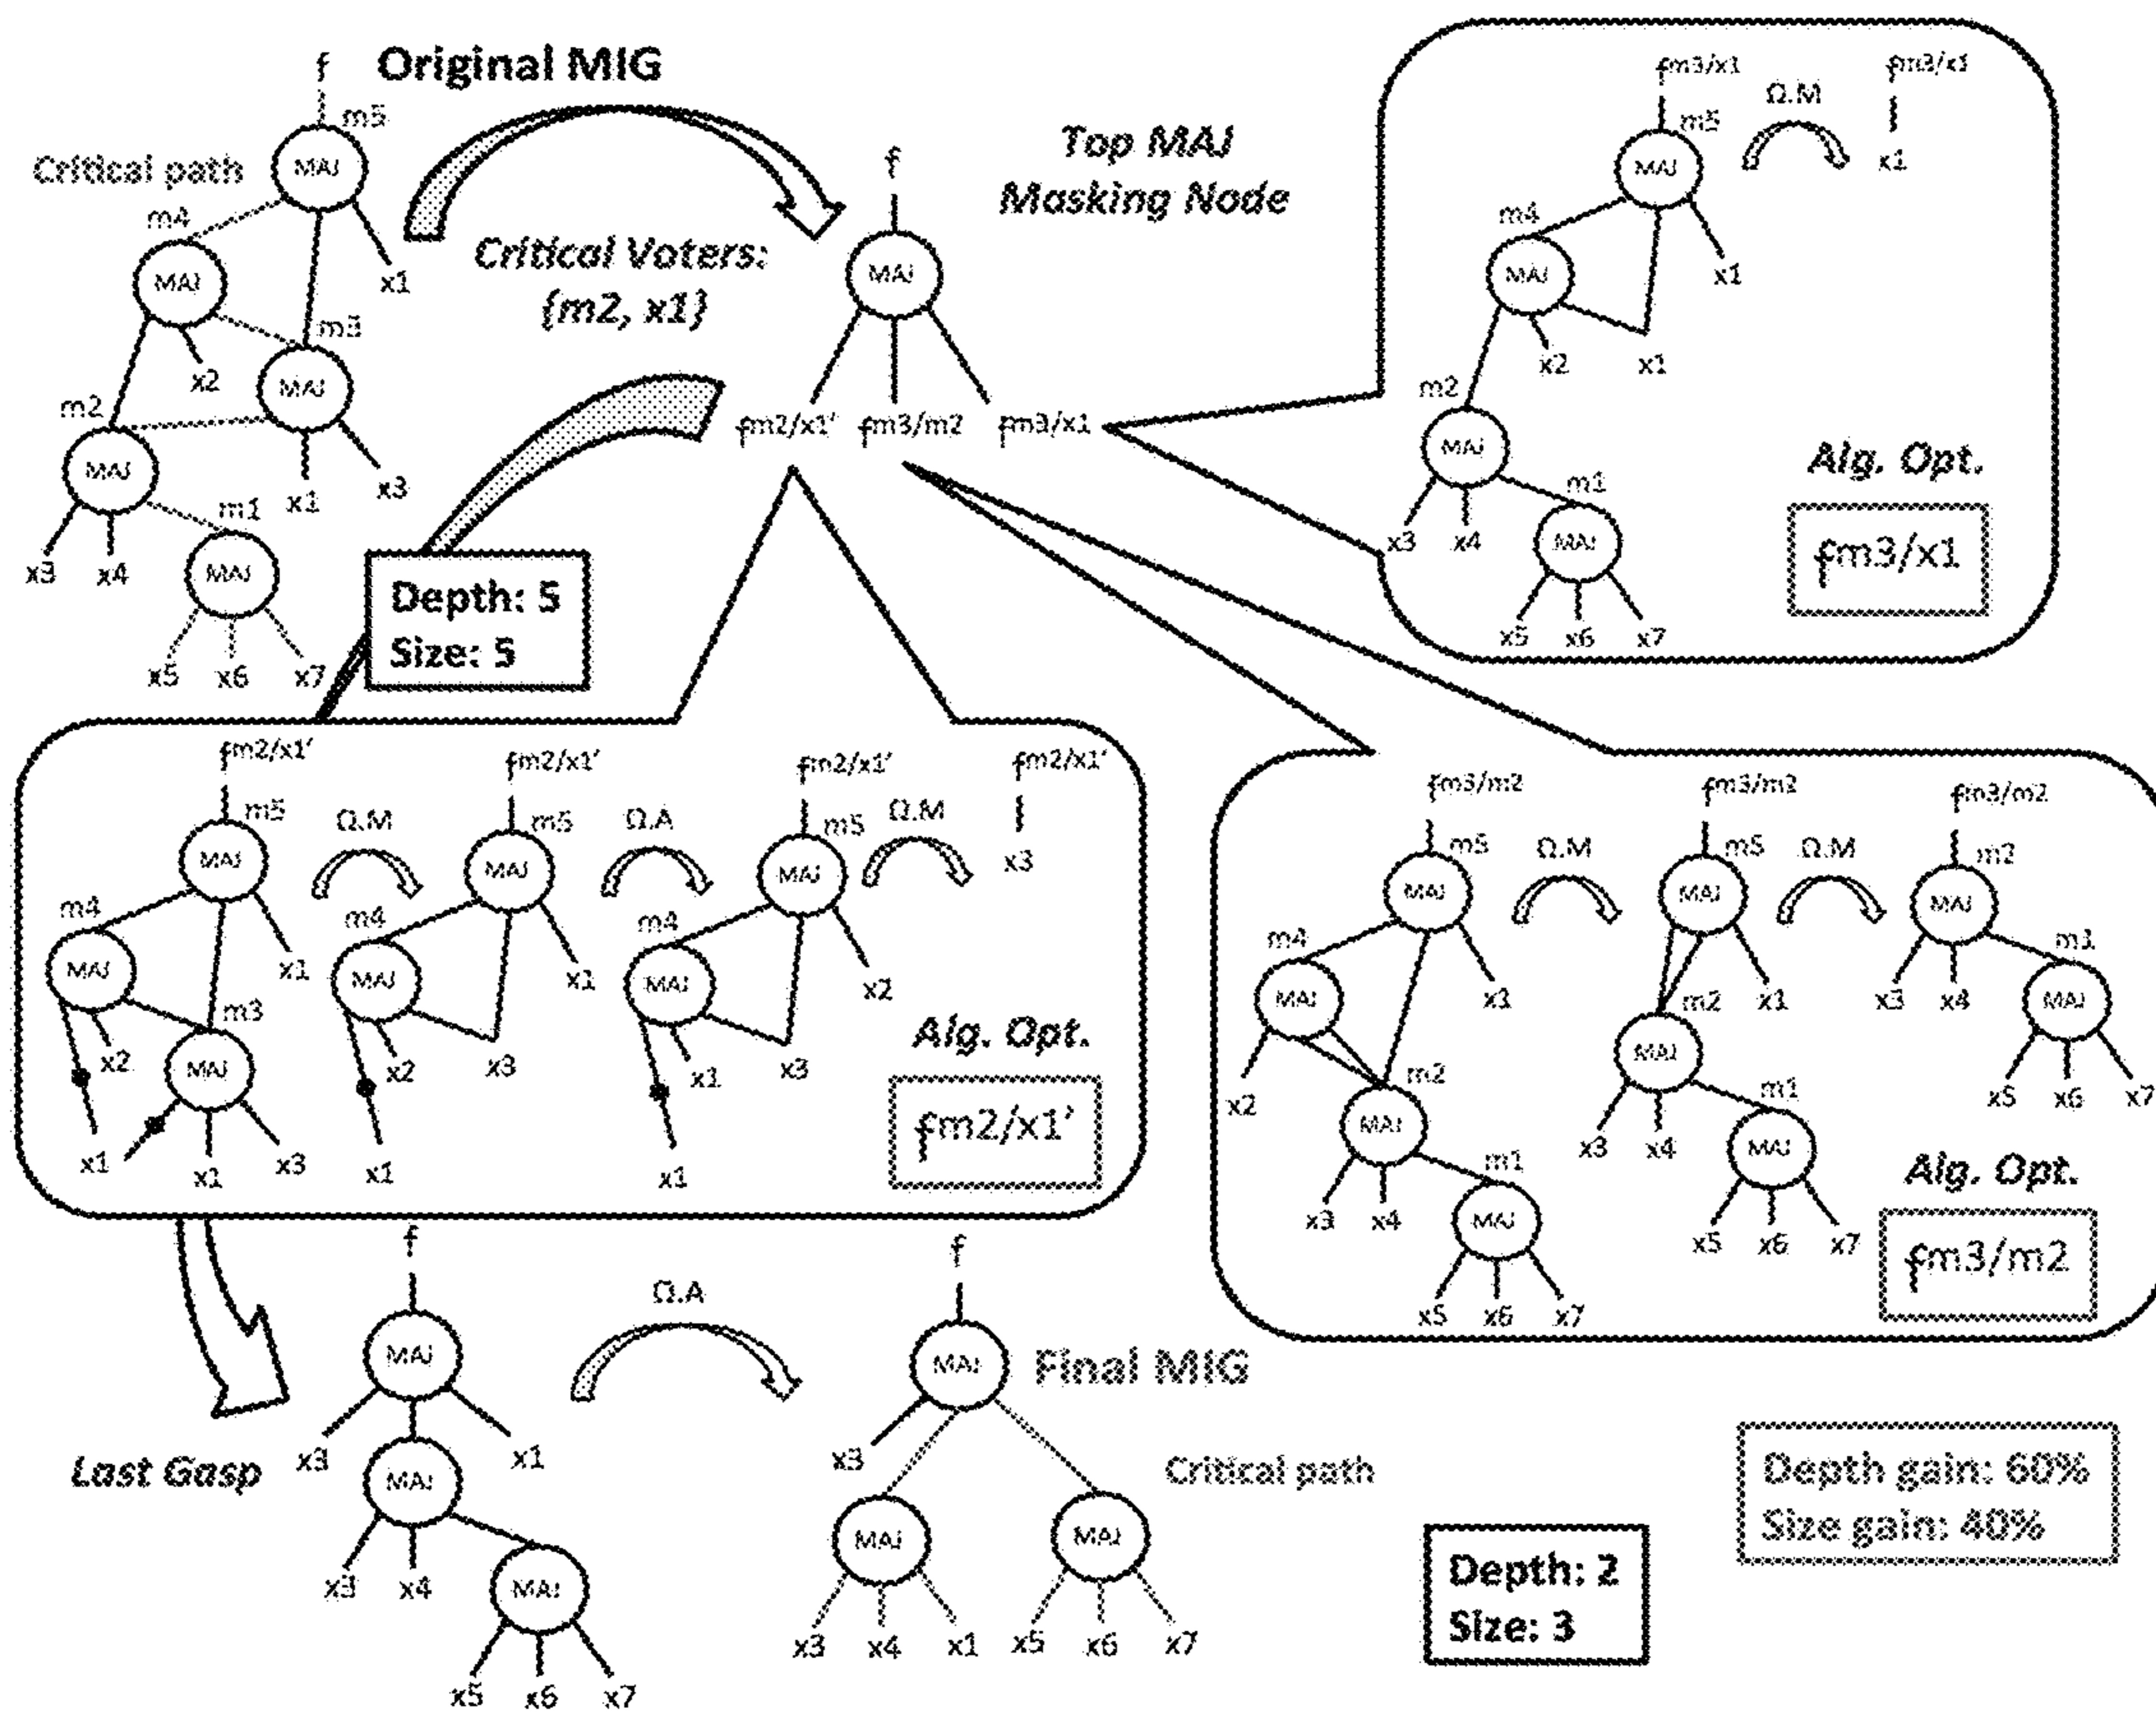 f
Original MIG
m5
MAJ
Critical path
m4
MAJ
x1
m3
x2
MAJ
m2
MAJ
x1
x3
m1
x3
x4
MAJ
x5
x6
x7
Critical Voters:
{m2, x1}
Depth: 5
Size: 5
f
MAJ
Top MAJ
Masking Node
fm2/x1'
fm3/m2
fm3/x1
fm3/x1
fm3/x1
m5
Ω.M
MAJ
x1
m4
MAJ
x1
x2
x1
m2
MAJ
m1
x3
x4
MAJ
x5
x6
x7
Alg. Opt.
fm3/x1
fm2/x1'
m5
MAJ
m4
MAJ
x1
m3
x2
MAJ
x1
x1
x3
Ω.M
fm2/x1'
m5
MAJ
m4
MAJ
x1
x2
x3
x1
Ω.A
fm2/x1'
m5
MAJ
m4
MAJ
x2
x1
x3
x1
Ω.M
fm2/x1'
x3
Alg. Opt.
fm2/x1'
fm3/m2
m5
MAJ
m4
MAJ
x1
x2
m2
MAJ
m1
x3
x4
MAJ
x5
x6
x7
Ω.M
fm3/m2
m5
MAJ
m2
x1
MAJ
m1
x3
x4
MAJ
x5
x6
x7
Ω.M
fm3/m2
m2
MAJ
m1
x3
x4
MAJ
x5
x6
x7
Alg. Opt.
fm3/m2
f
MAJ
Last Gasp
x3
x1
MAJ
x3
x4
MAJ
x5
x6
x7
Ω.A
f
MAJ
Final MIG
x3
Critical path
MAJ
MAJ
x3
x4
x1
x5
x6
x7
Depth: 2
Size: 3
Depth gain: 60%
Size gain: 40%